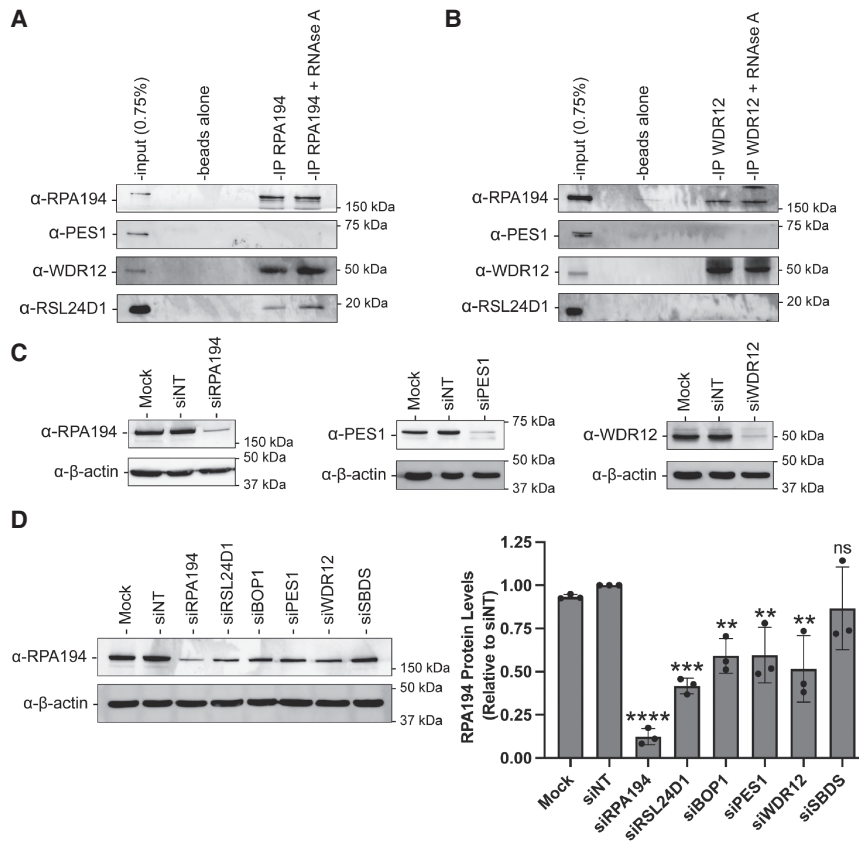 A
-input (0.75%)
-beads alone
-IP RPA194
-IP RPA194 + RNAse A
α-RPA194
150 kDa
75 kDa
α-PES1
α-WDR12
50 kDa
α-RSL24D1
20 kDa
B
-input (0.75%)
-beads alone
-IP WDR12
-IP WDR12 + RNAse A
α-RPA194
150 kDa
75 kDa
α-PES1
α-WDR12
50 kDa
α-RSL24D1
20 kDa
C
Mock
siNT
siRPA194
α-RPA194
150 kDa
50 kDa
α-β-actin
37 kDa
Mock
siNT
siPES1
75 kDa
α-PES1
50 kDa
α-β-actin
37 kDa
Mock
siNT
siWDR12
α-WDR12
50 kDa
50 kDa
α-β-actin
37 kDa
D
Mock
siNT
siRPA194
siRSL24D1
siBOP1
siPES1
siWDR12
siSBDS
α-RPA194
150 kDa
50 kDa
α-β-actin
37 kDa
RPA194 Protein Levels
(Relative to siNT)
1.25
1.00
0.75
0.50
0.25
0.00
****
***
**
**
**
ns
Mock
siNT
siRPA194
siRSL24D1
siBOP1
siPES1
siWDR12
siSBDS